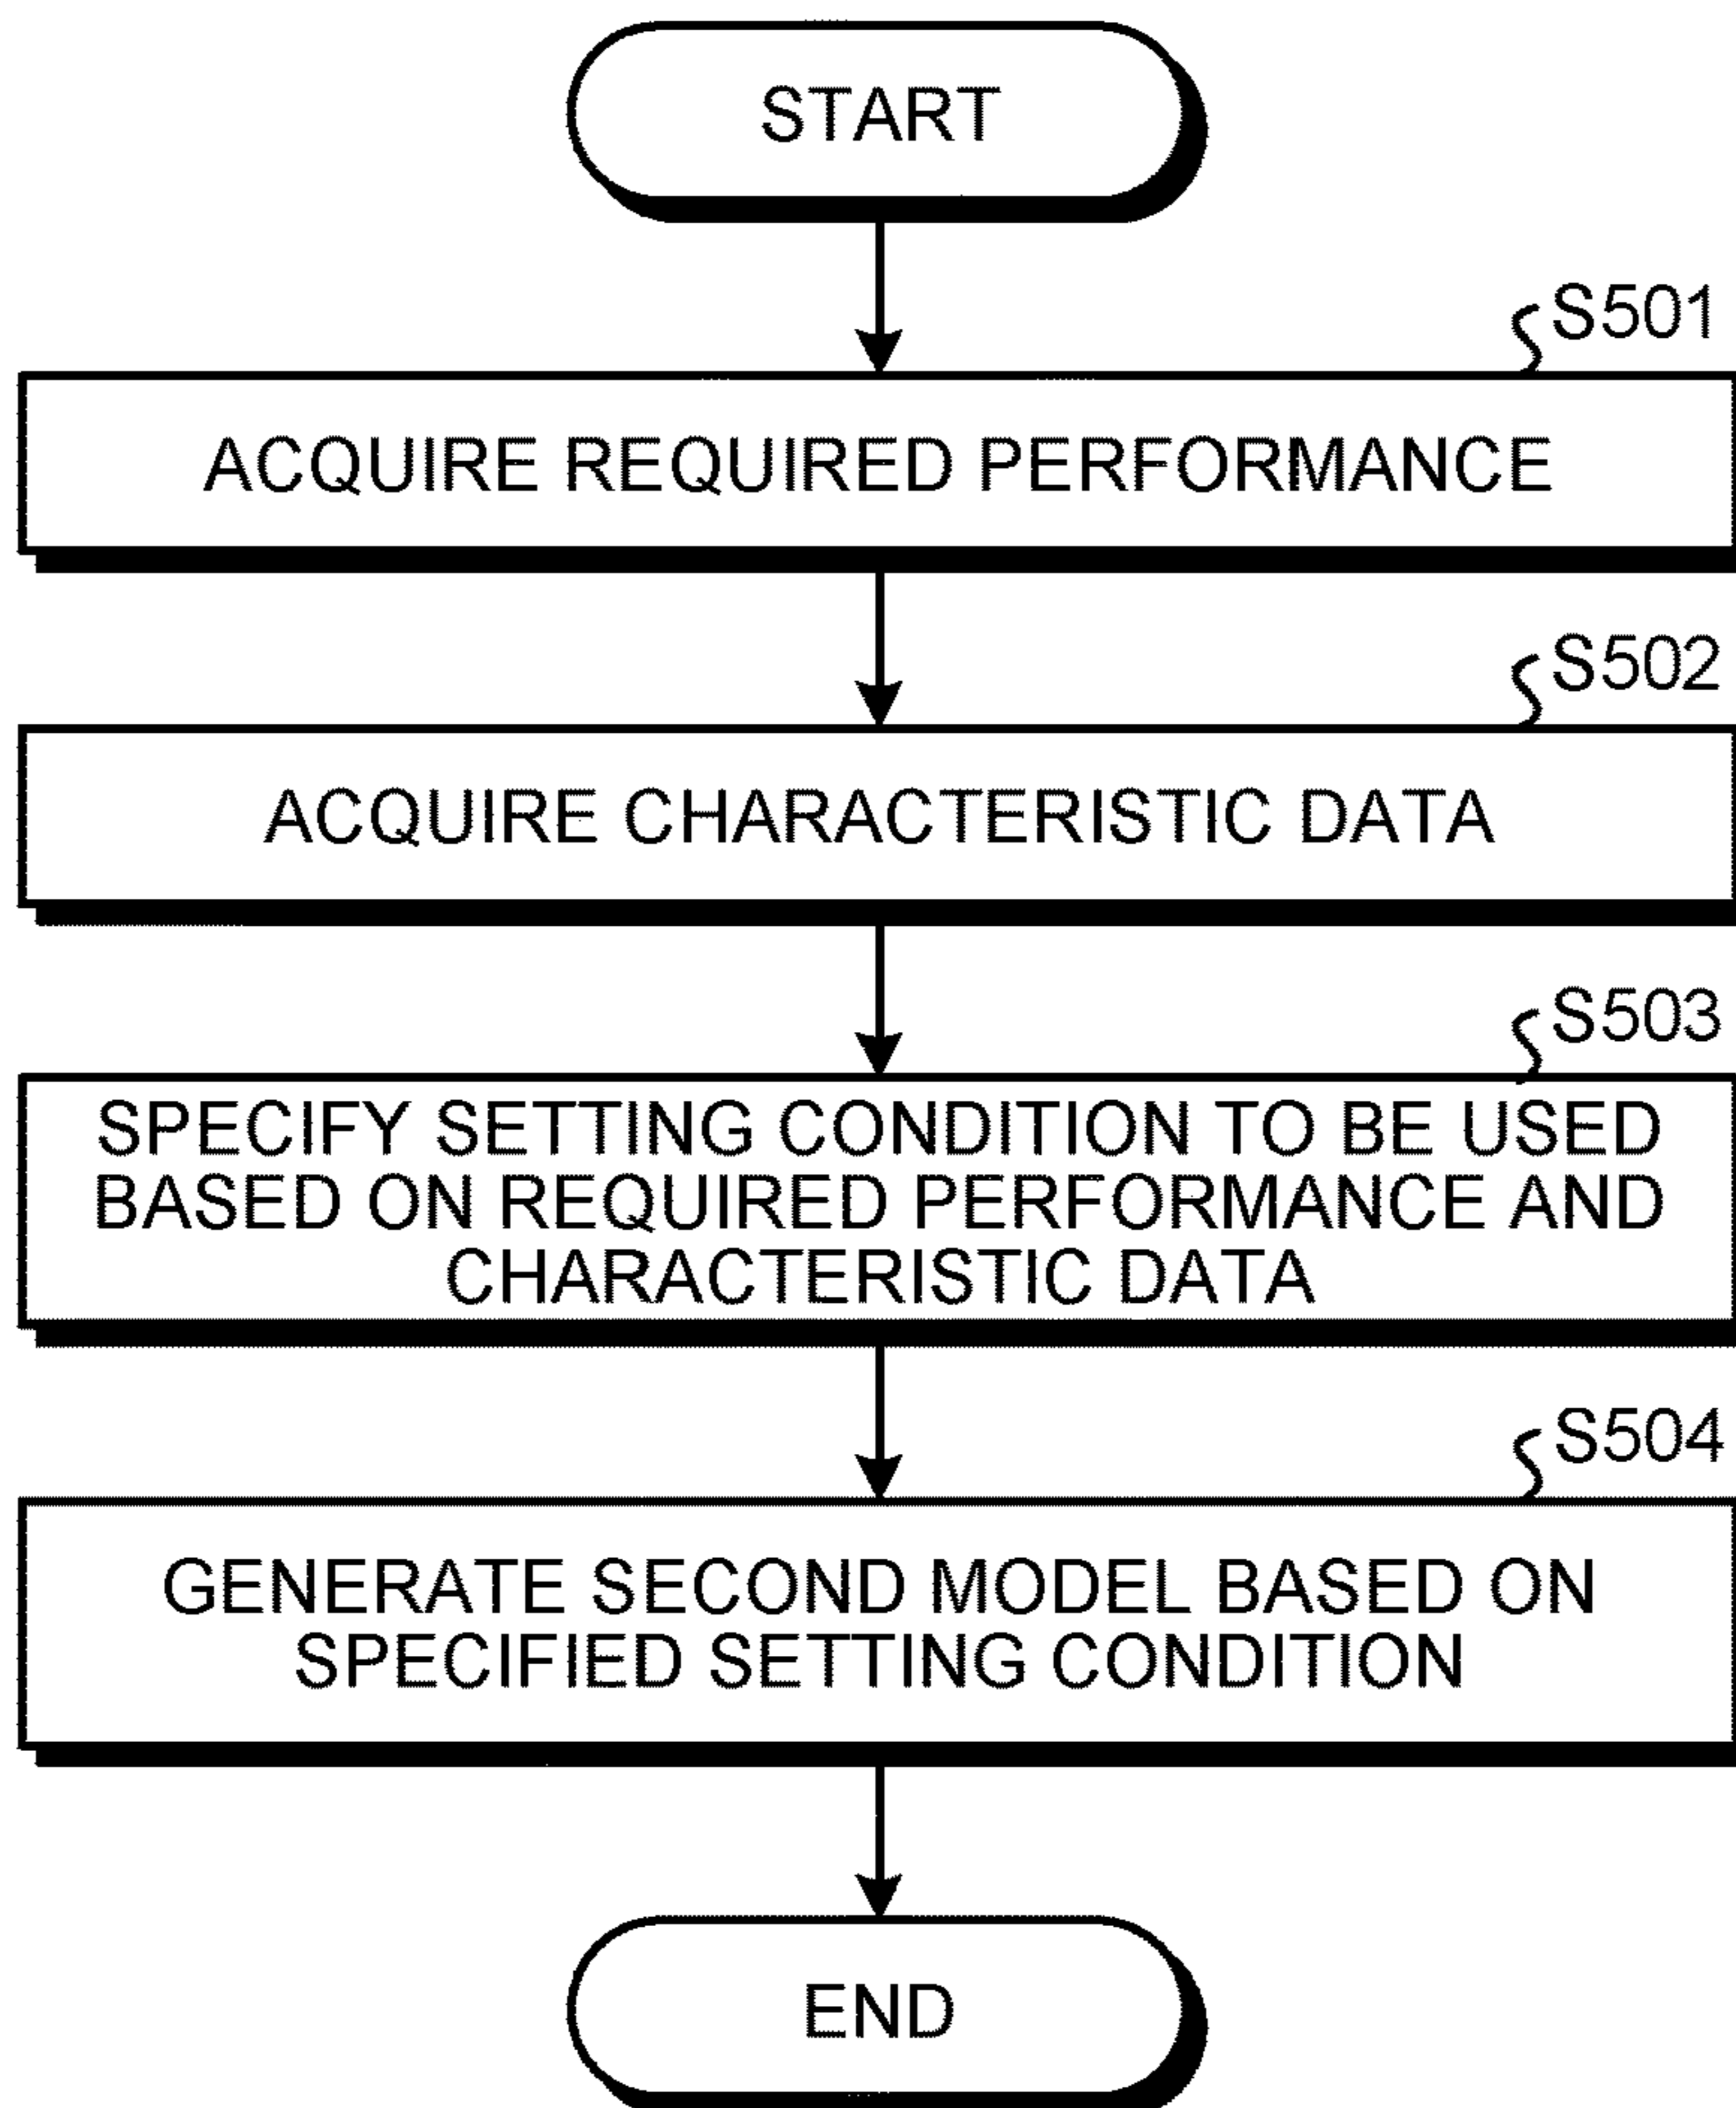 START
S501
ACQUIRE REQUIRED PERFORMANCE
S502
ACQUIRE CHARACTERISTIC DATA
S503
SPECIFY SETTING CONDITION TO BE USED
BASED ON REQUIRED PERFORMANCE AND
CHARACTERISTIC DATA
S504
GENERATE SECOND MODEL BASED ON
SPECIFIED SETTING CONDITION
END